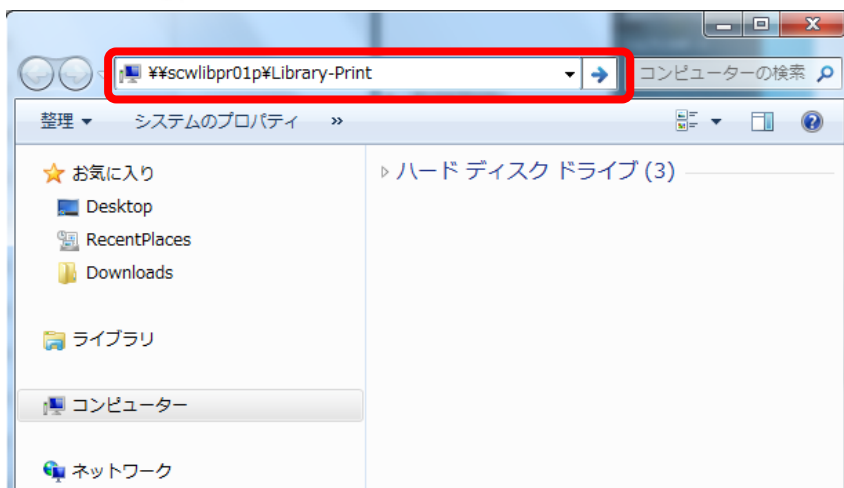 ¥¥scwlibpr01p¥Library-Print
コンピューターの検索
整理 システムのプロパティ »
お気に入り
ハード ディスク ドライブ (3)
Desktop
RecentPlaces
Downloads
ライブラリ
コンピューター
ネットワーク